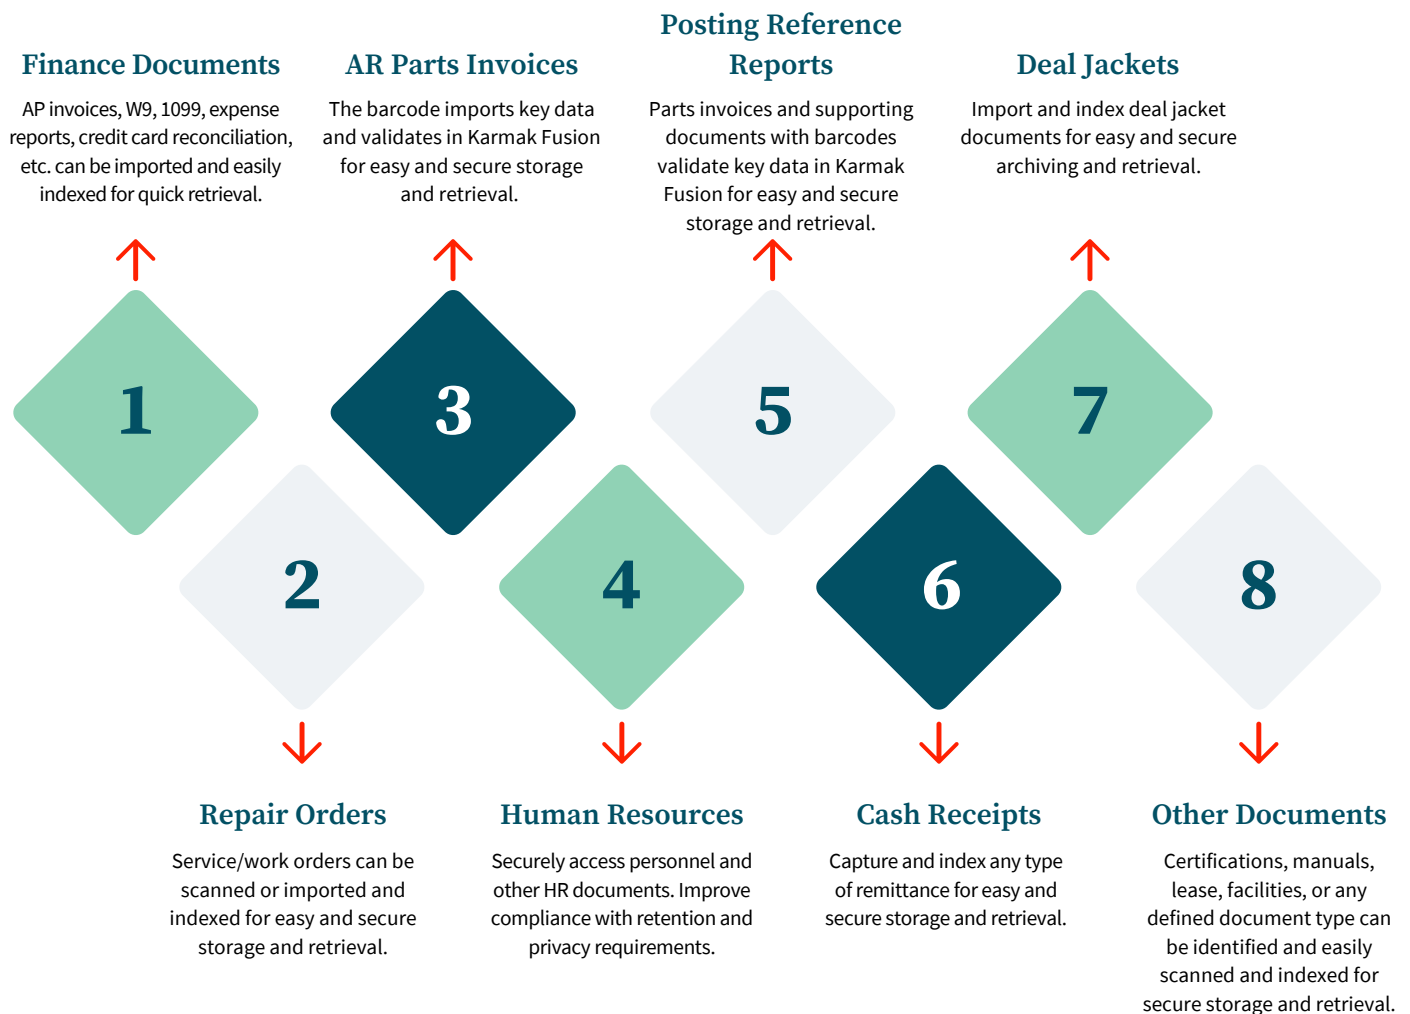 Finance Documents
AP invoices, W9, 1099, expense
reports, credit card reconciliation,
etc. can be imported and easily
indexed for quick retrieval.
AR Parts Invoices
The barcode imports key data
and validates in Karmak Fusion
for easy and secure storage
and retrieval.
Posting Reference
Reports
Parts invoices and supporting
documents with barcodes
validate key data in Karmak
Fusion for easy and secure
storage and retrieval.
Deal Jackets
Import and index deal jacket
documents for easy and secure
archiving and retrieval.
1
3
5
7
2
4
6
8
Repair Orders
Service/work orders can be
scanned or imported and
indexed for easy and secure
storage and retrieval.
Human Resources
Securely access personnel and
other HR documents. Improve
compliance with retention and
privacy requirements.
Cash Receipts
Capture and index any type
of remittance for easy and
secure storage and retrieval.
Other Documents
Certifications, manuals,
lease, facilities, or any
defined document type can
be identified and easily
scanned and indexed for
secure storage and retrieval.